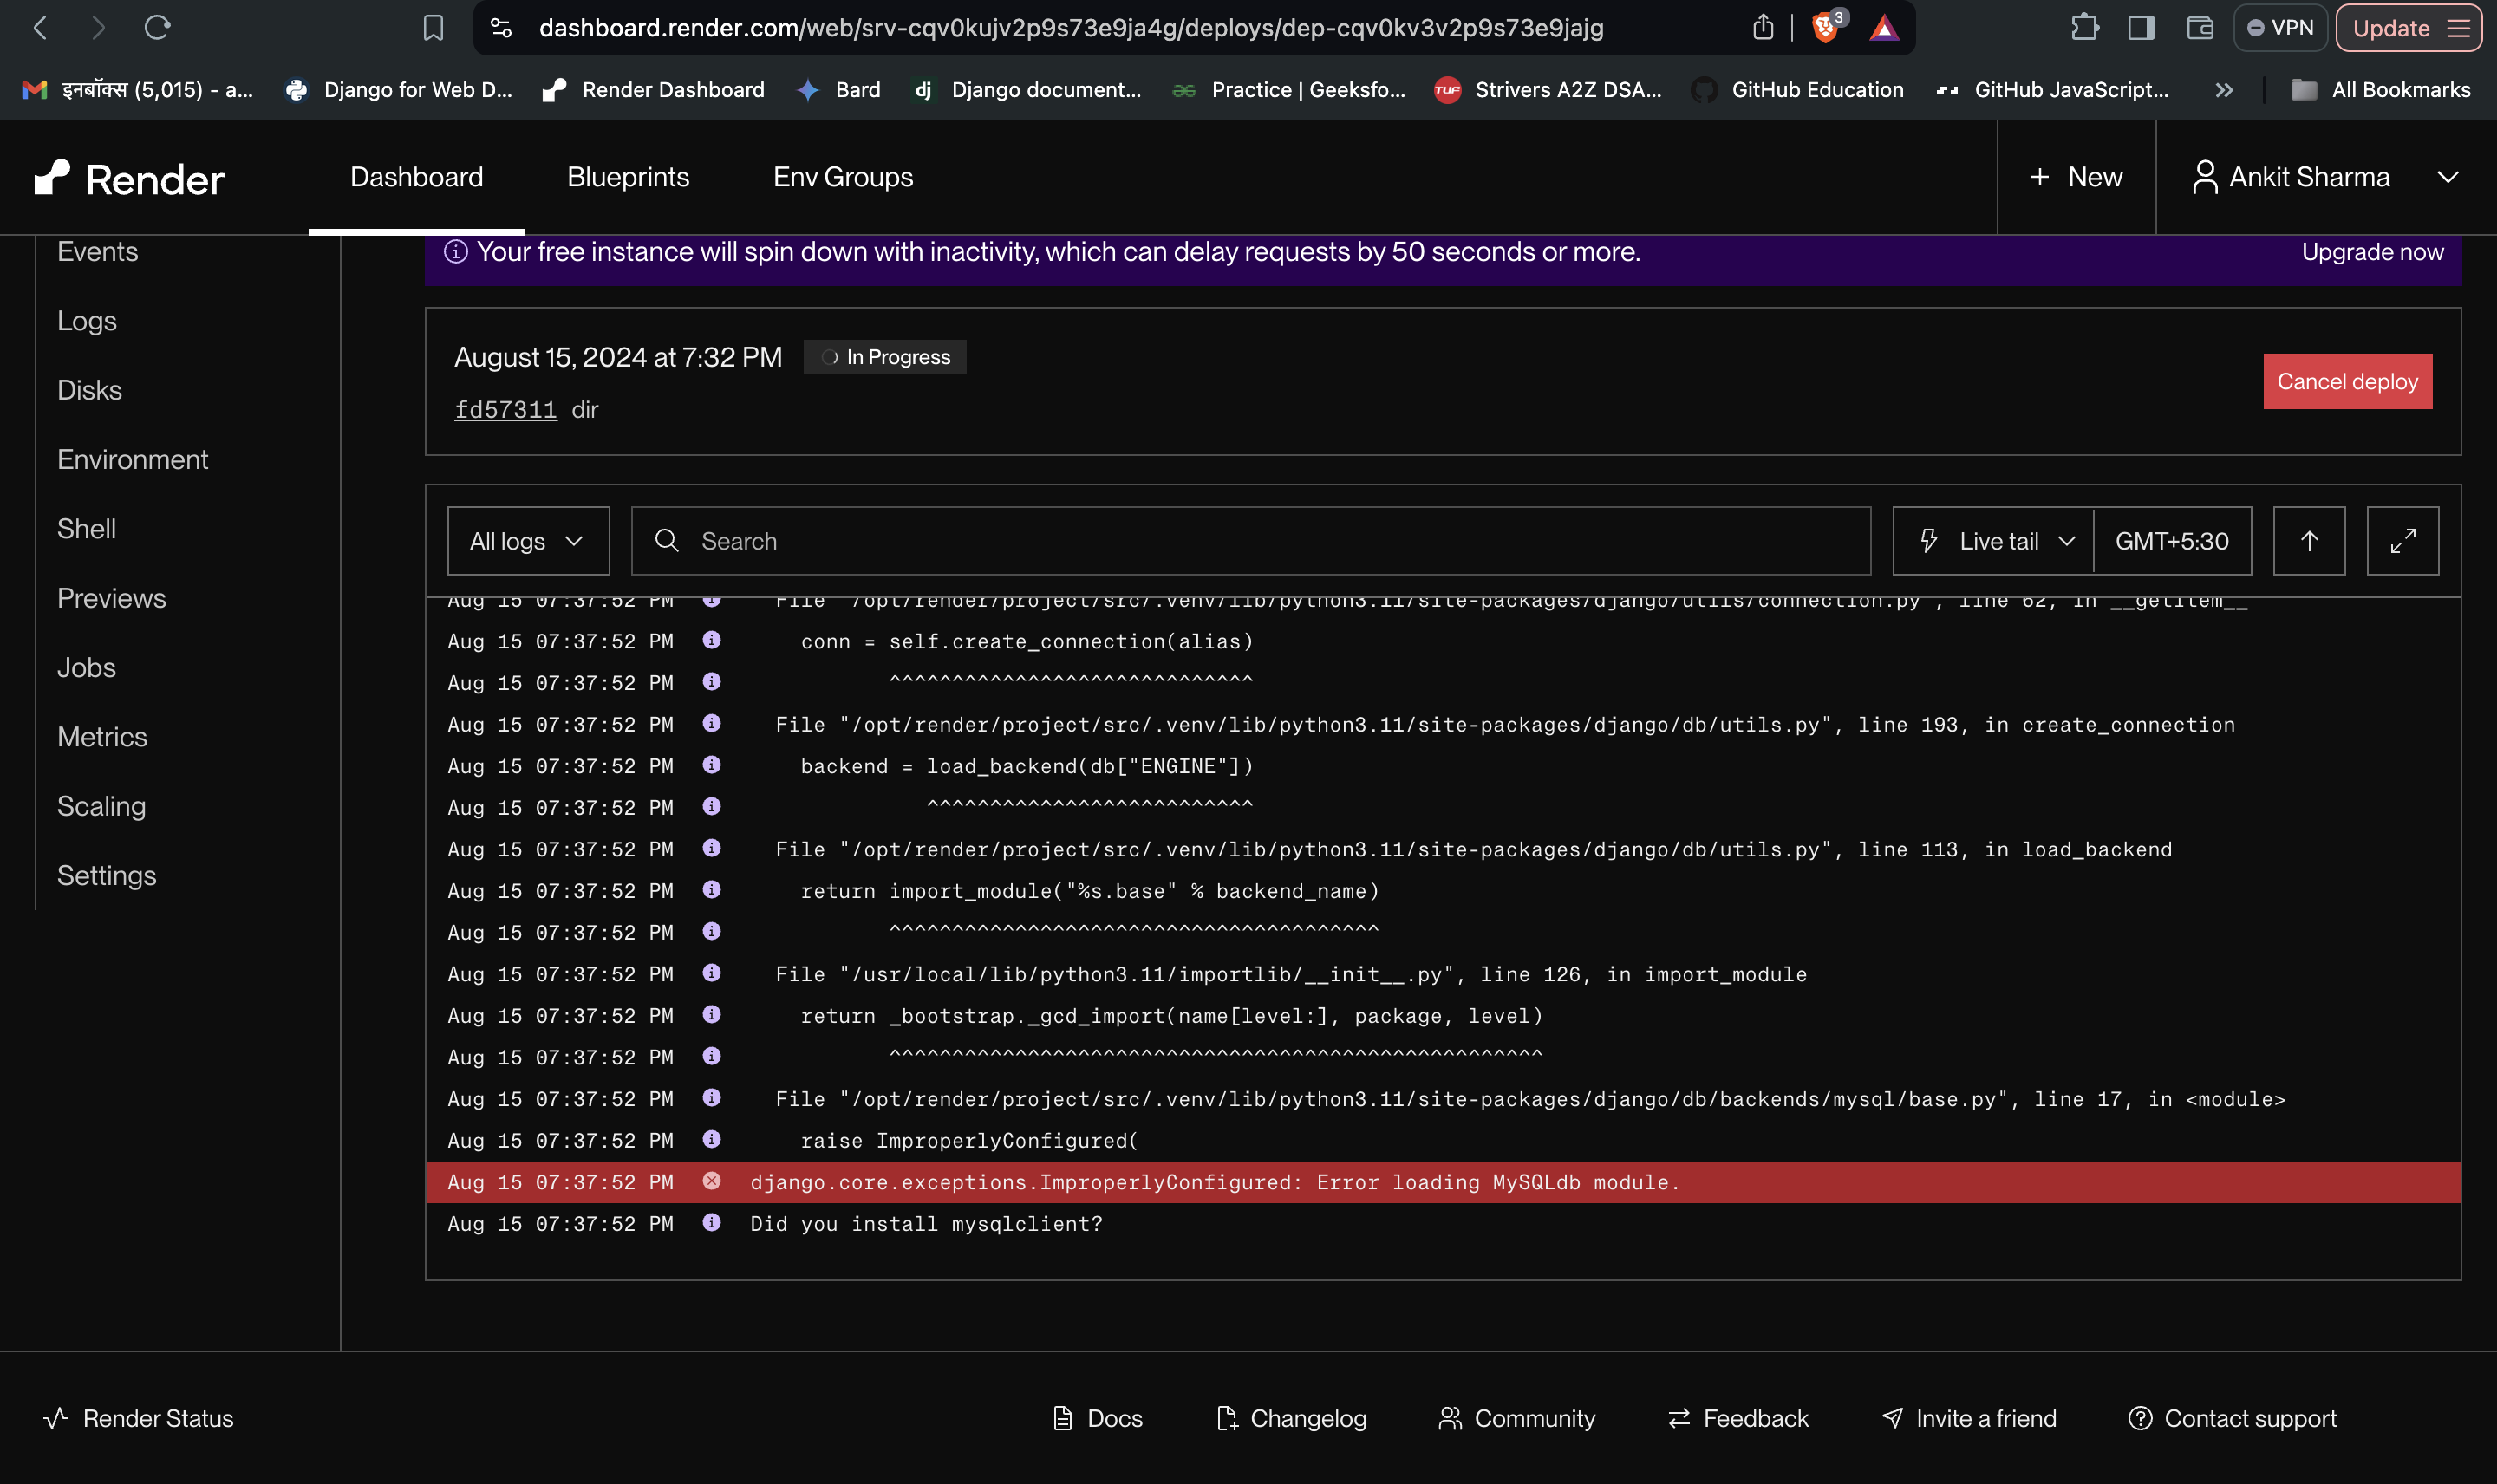 dashboard.render.com/web/srv-cqv0kujv2p9s73e9ja4g/deploys/dep-cqv0kv3v2p9s73e9jajg
3
VPN
Update
इनबॉक्स (5,015) - a...
Django for Web D...
Render Dashboard
Bard
dj
Django document...
Practice | Geeksfo...
TUF
Strivers A2Z DSA...
GitHub Education
GitHub JavaScript...
All Bookmarks
Render
Dashboard
Blueprints
Env Groups
+ New
Ankit Sharma
Events
Logs
Disks
Environment
Shell
Previews
Jobs
Metrics
Scaling
Settings
Your free instance will spin down with inactivity, which can delay requests by 50 seconds or more.
Upgrade now
August 15, 2024 at 7:32 PM
In Progress
fd57311 dir
Cancel deploy
All logs
Search
Live tail
GMT+5:30
Aug 15 07:37:52 PM File "/opt/render/project/src/.venv/lib/python3.11/site-packages/django/utils/connection.py", line 62, in __getitem__
Aug 15 07:37:52 PM conn = self.create_connection(alias)
Aug 15 07:37:52 PM ^^^^^^^^^^^^^^^^^^^^^^^^^^^^^
Aug 15 07:37:52 PM File "/opt/render/project/src/.venv/lib/python3.11/site-packages/django/db/utils.py", line 193, in create_connection
Aug 15 07:37:52 PM backend = load_backend(db["ENGINE"])
Aug 15 07:37:52 PM ^^^^^^^^^^^^^^^^^^^^^^^^^^
Aug 15 07:37:52 PM File "/opt/render/project/src/.venv/lib/python3.11/site-packages/django/db/utils.py", line 113, in load_backend
Aug 15 07:37:52 PM return import_module("%s.base" % backend_name)
Aug 15 07:37:52 PM ^^^^^^^^^^^^^^^^^^^^^^^^^^^^^^^^^^^^^^^
Aug 15 07:37:52 PM File "/usr/local/lib/python3.11/importlib/__init__.py", line 126, in import_module
Aug 15 07:37:52 PM return _bootstrap._gcd_import(name[level:], package, level)
Aug 15 07:37:52 PM ^^^^^^^^^^^^^^^^^^^^^^^^^^^^^^^^^^^^^^^^^^^^^^^^^^^^
Aug 15 07:37:52 PM File "/opt/render/project/src/.venv/lib/python3.11/site-packages/django/db/backends/mysql/base.py", line 17, in <module>
Aug 15 07:37:52 PM raise ImproperlyConfigured(
Aug 15 07:37:52 PM django.core.exceptions.ImproperlyConfigured: Error loading MySQLdb module.
Aug 15 07:37:52 PM Did you install mysqlclient?
Render Status
Docs
Changelog
Community
Feedback
Invite a friend
Contact support